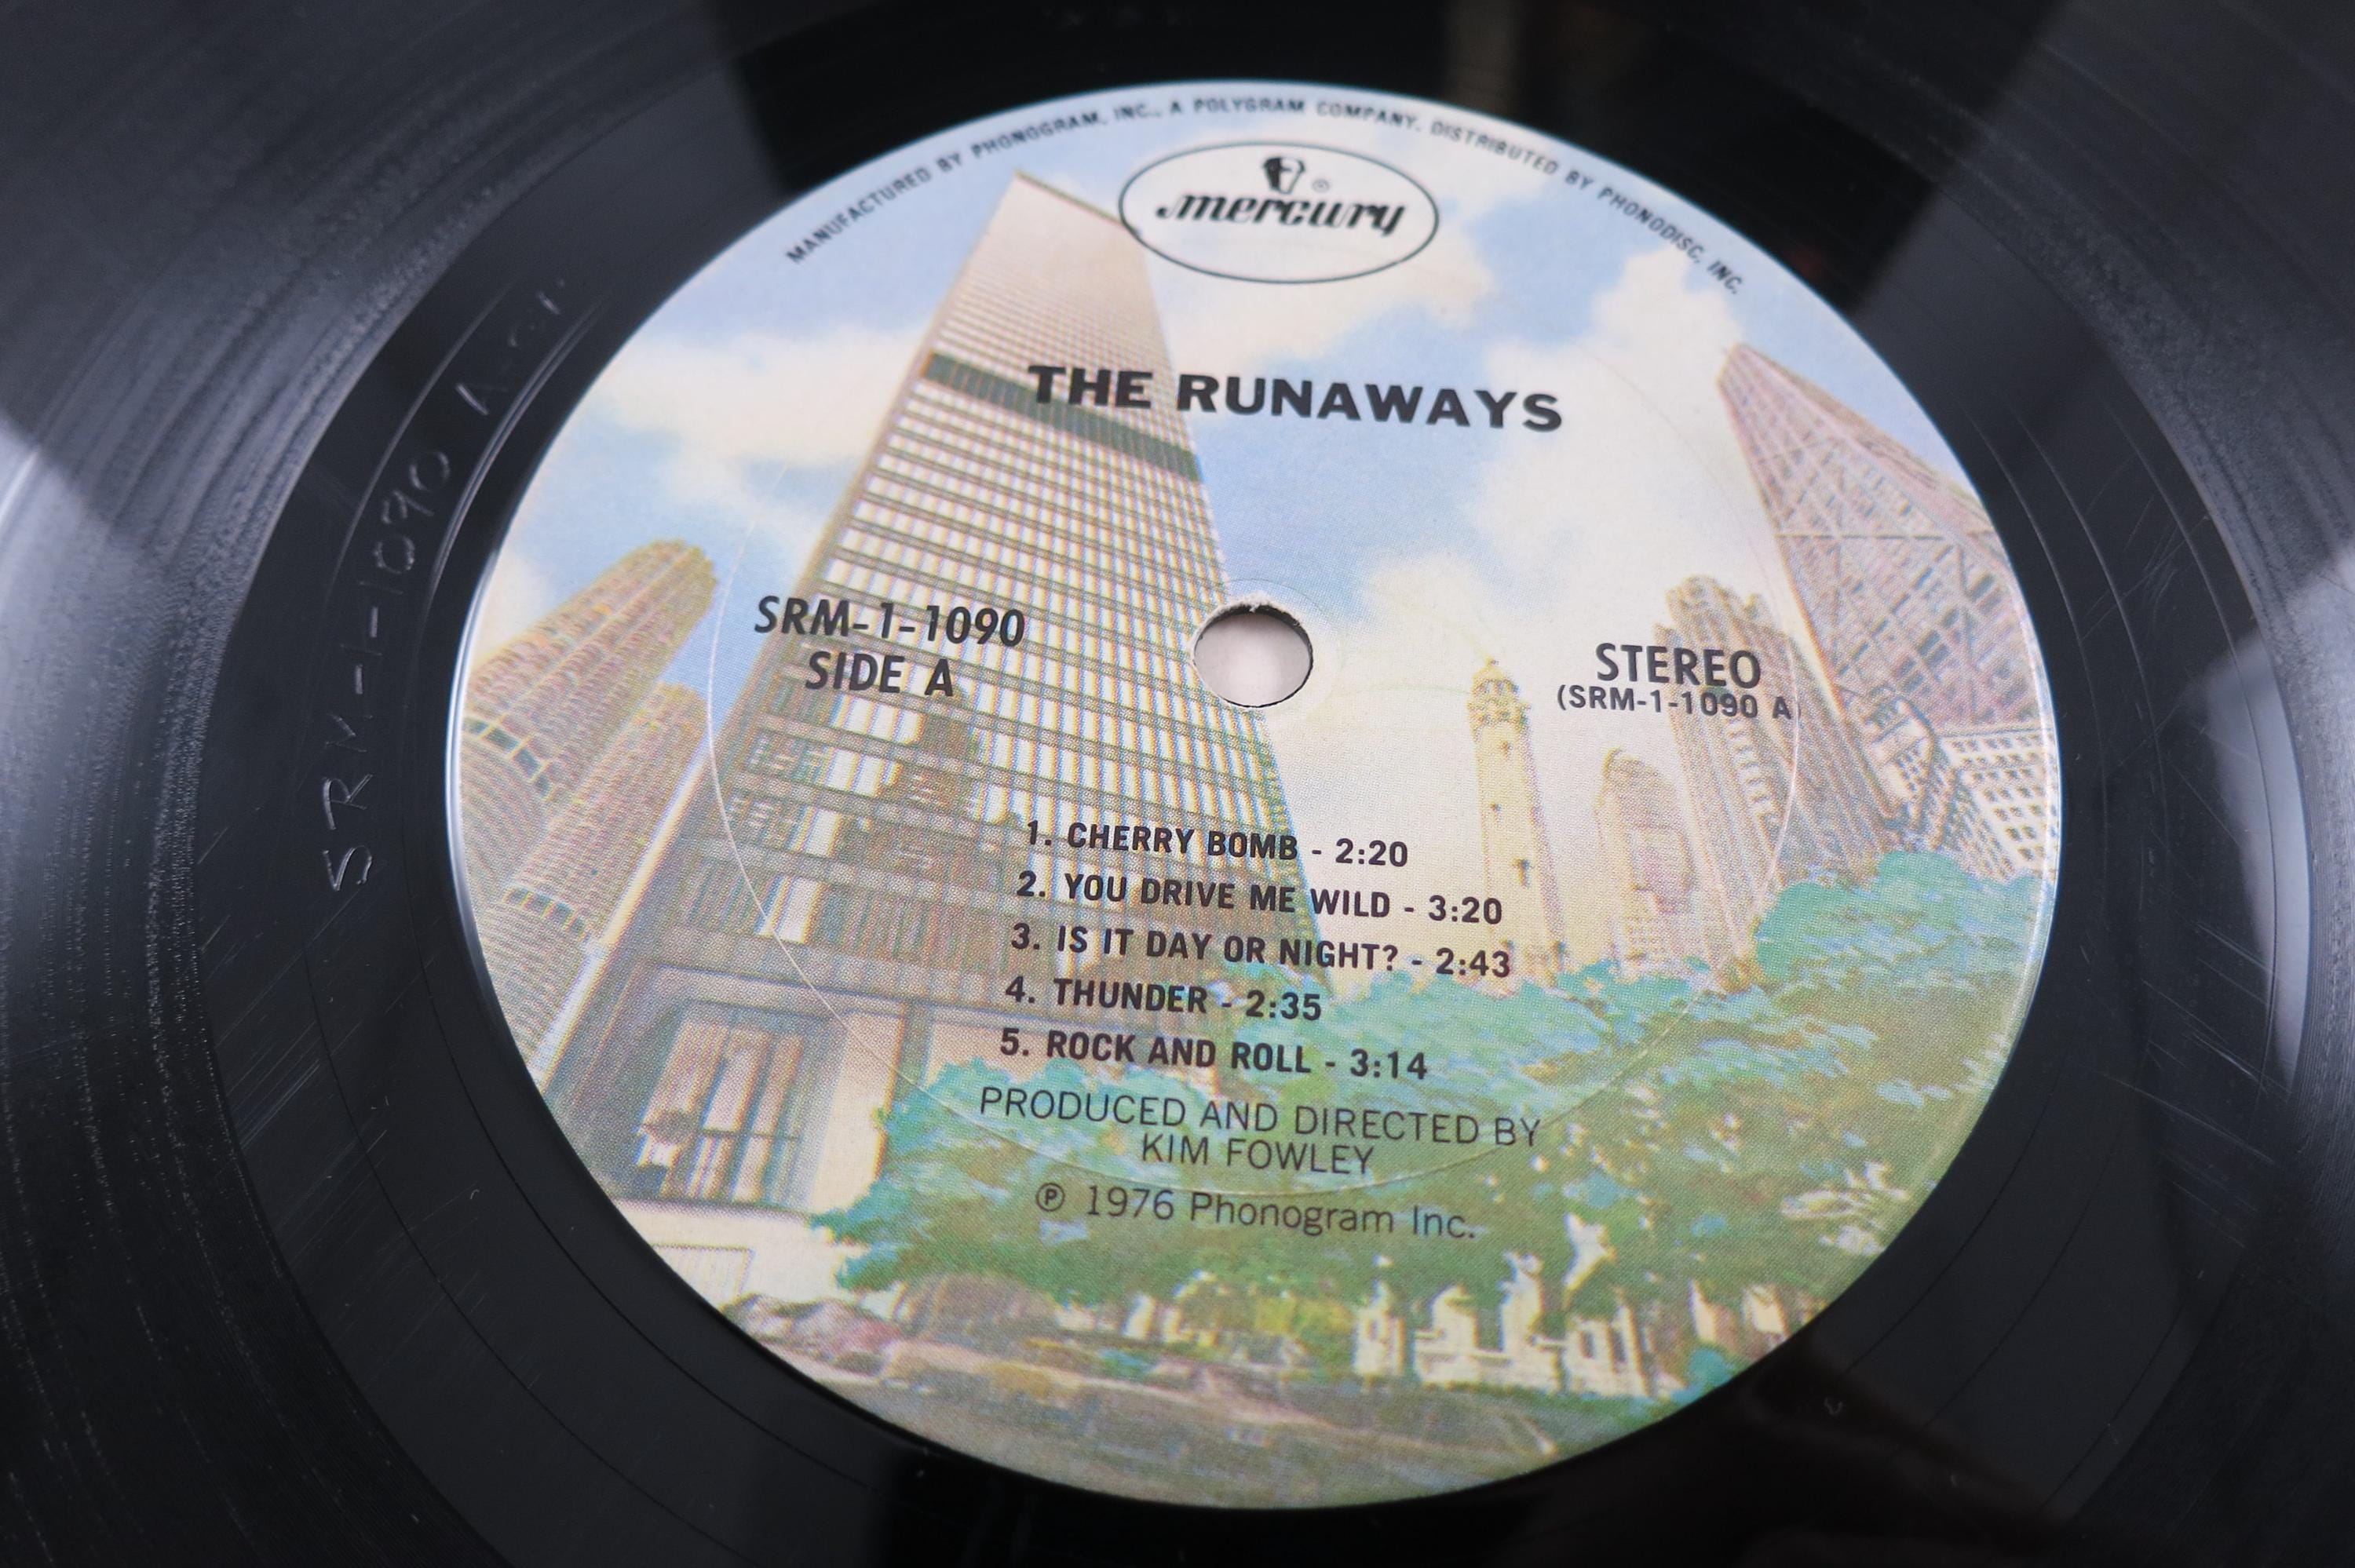 MANUFACTURED BY PHONOGRAM, INC., A POLYGRAM COMPANY. DISTRIBUTED BY PHONODISC, INC.
mercury ®
THE RUNAWAYS
SRM-1-1090
SIDE A
STEREO
(SRM-1-1090 A
1. CHERRY BOMB - 2:20
2. YOU DRIVE ME WILD - 3:20
3. IS IT DAY OR NIGHT? - 2:43
4. THUNDER - 2:35
5. ROCK AND ROLL - 3:14
PRODUCED AND DIRECTED BY
KIM FOWLEY
℗ 1976 Phonogram Inc.
SRM-1-1090 A